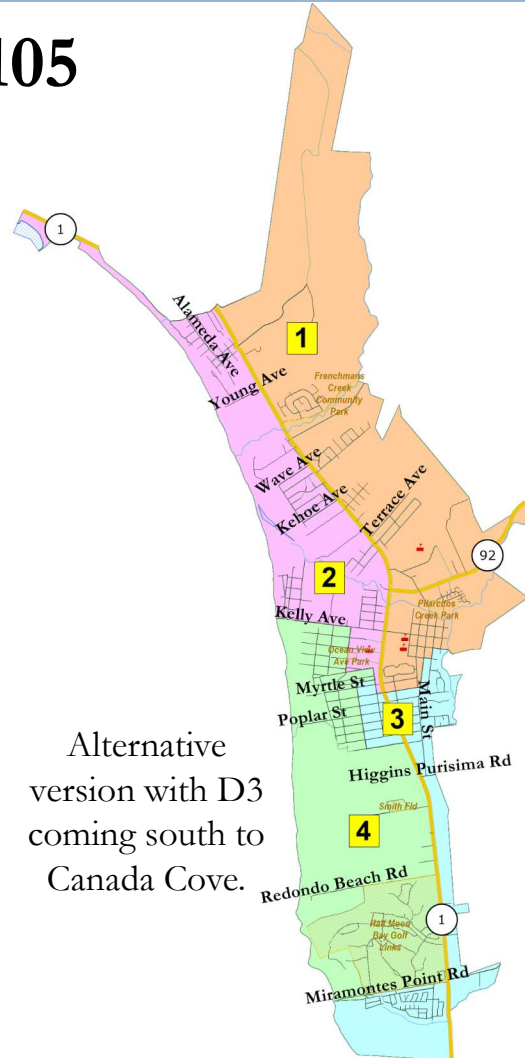 105
1
Alameda Ave
1
Young Ave
Frenchmans
Creek
Community
Park
Wave Ave
Kehoe Ave
Terrace Ave
92
2
Pilarcitos
Creek Park
Kelly Ave
Ocean View
Ave Park
Myrtle St
Main St
Poplar St
3
Alternative
version with D3
coming south to
Canada Cove.
Higgins Purisima Rd
Smith Fld
4
Redondo Beach Rd
Half Moon
Bay Golf
Links
1
Miramontes Point Rd